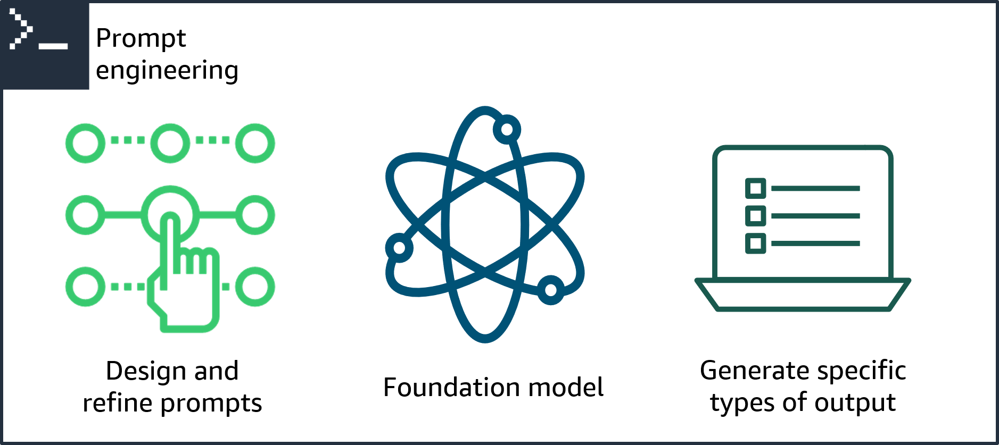 Prompt
engineering
Design and
refine prompts
Foundation model
Generate specific
types of output